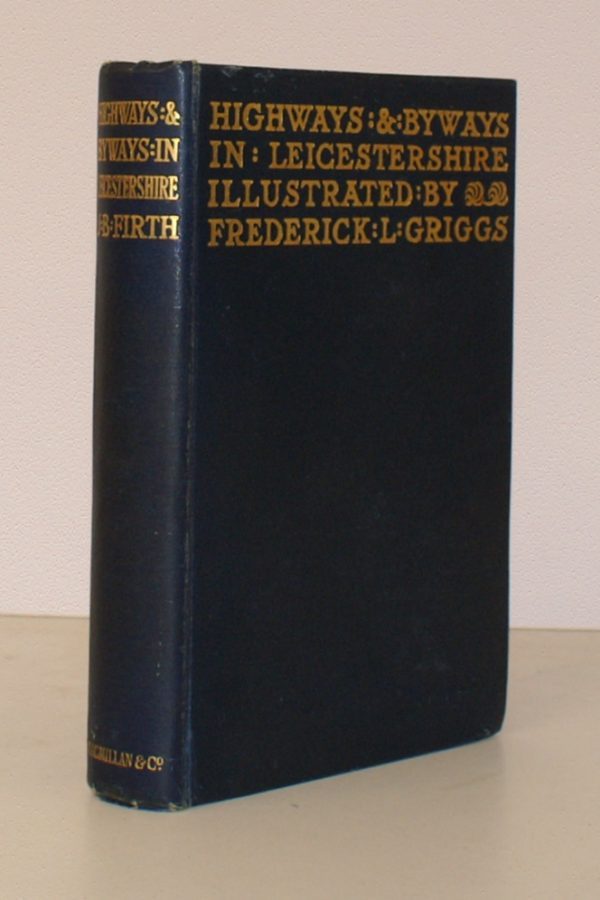 HIGHWAYS:&
BYWAYS:IN
LEICESTERSHIRE
J·B·FIRTH
MACMILLAN & Co
HIGHWAYS:&:BYWAYS
IN: LEICESTERSHIRE
ILLUSTRATED:BY
FREDERICK:L:GRIGGS